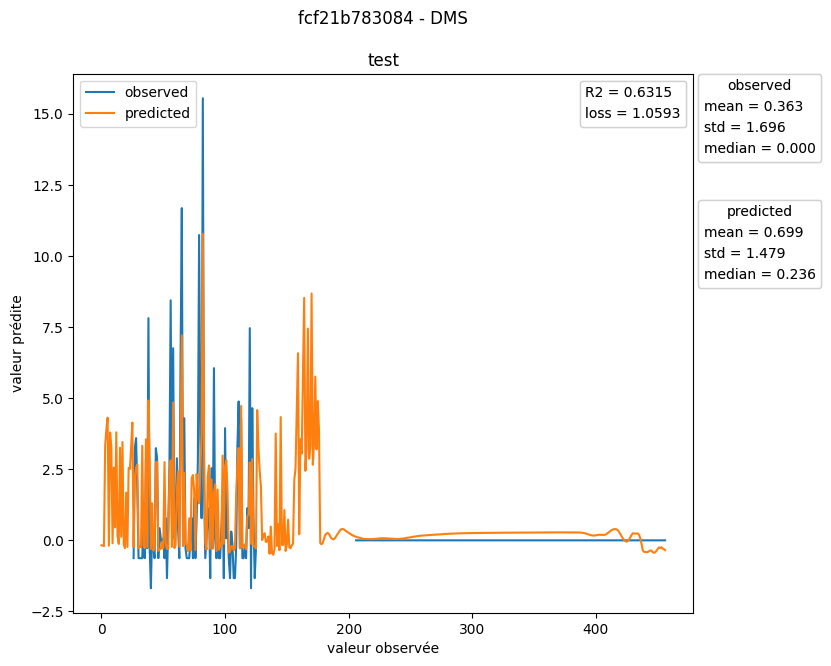 fcf21b783084 - DMS
test
observed
predicted
R2 = 0.6315
loss = 1.0593
observed
mean = 0.363
std = 1.696
median = 0.000
predicted
mean = 0.699
std = 1.479
median = 0.236
valeur prédite
15.0
12.5
10.0
7.5
5.0
2.5
0.0
−2.5
0
100
200
300
400
valeur observée